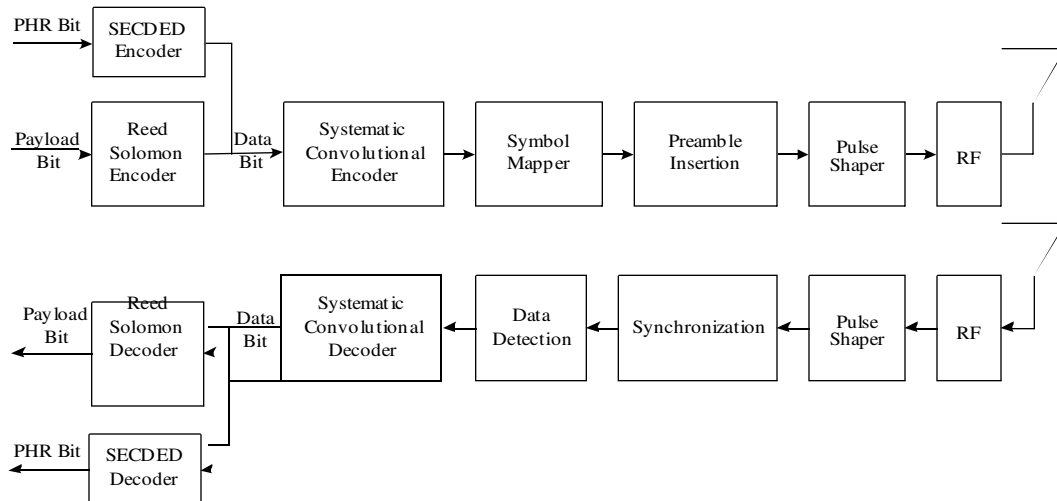 PHR Bit
SECDED
Encoder
Payload
Bit
Reed
Solomon
Encoder
Data
Bit
Systematic
Convolutional
Encoder
Symbol
Mapper
Preamble
Insertion
Pulse
Shaper
RF
Payload
Bit
Reed
Solomon
Decoder
Data
Bit
Systematic
Convolutional
Decoder
Data
Detection
Synchronization
Pulse
Shaper
RF
PHR Bit
SECDED
Decoder